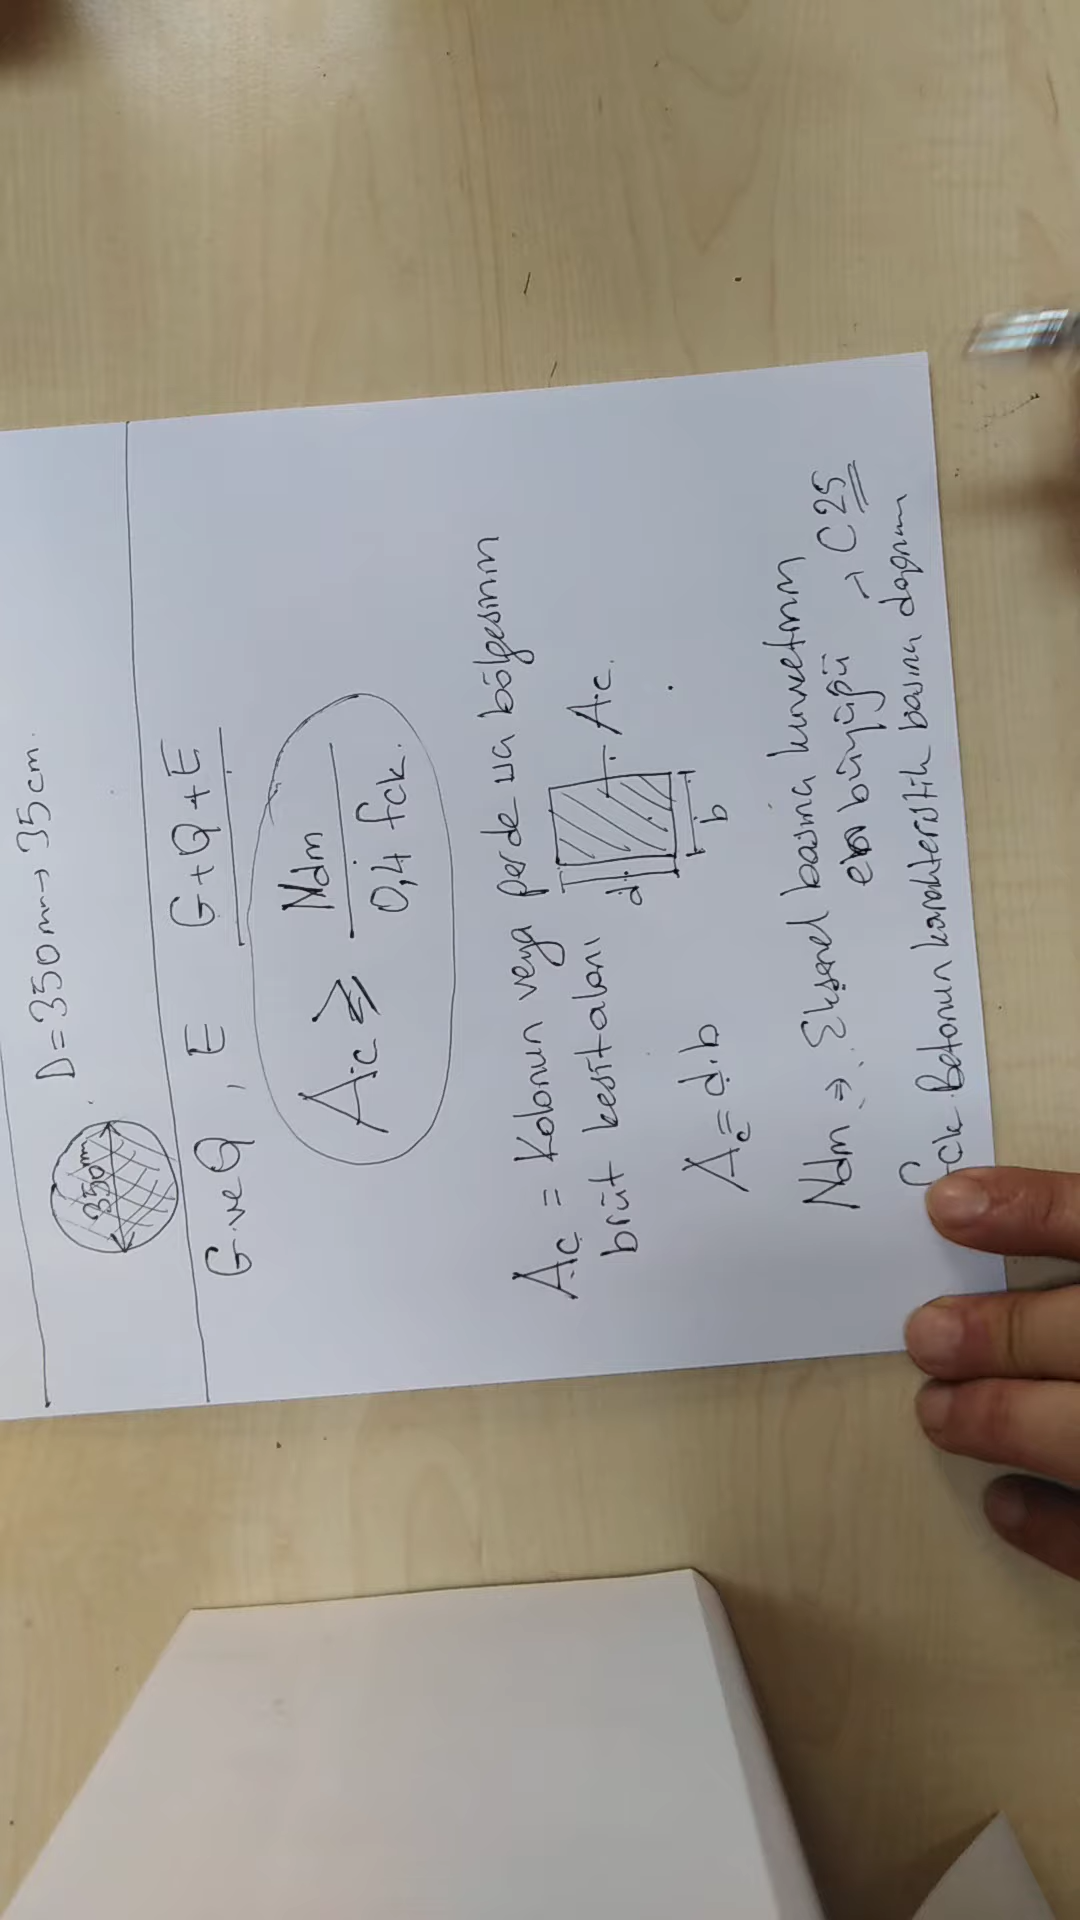 350mm
D=350mm→35cm.
G ve Q, E G+Q+E
Ac ≥ Ndm / 0,4 fck.
Ac = Kolonun veya perde uç bölgesinin
brüt kesit alanı
d
Ac.
b
Ac = d.b
Ndm ⇒ Eksenel basınç kuvvetinin
en büyüğü
→ C25
fck Betonun karakteristik basınç dayanımı